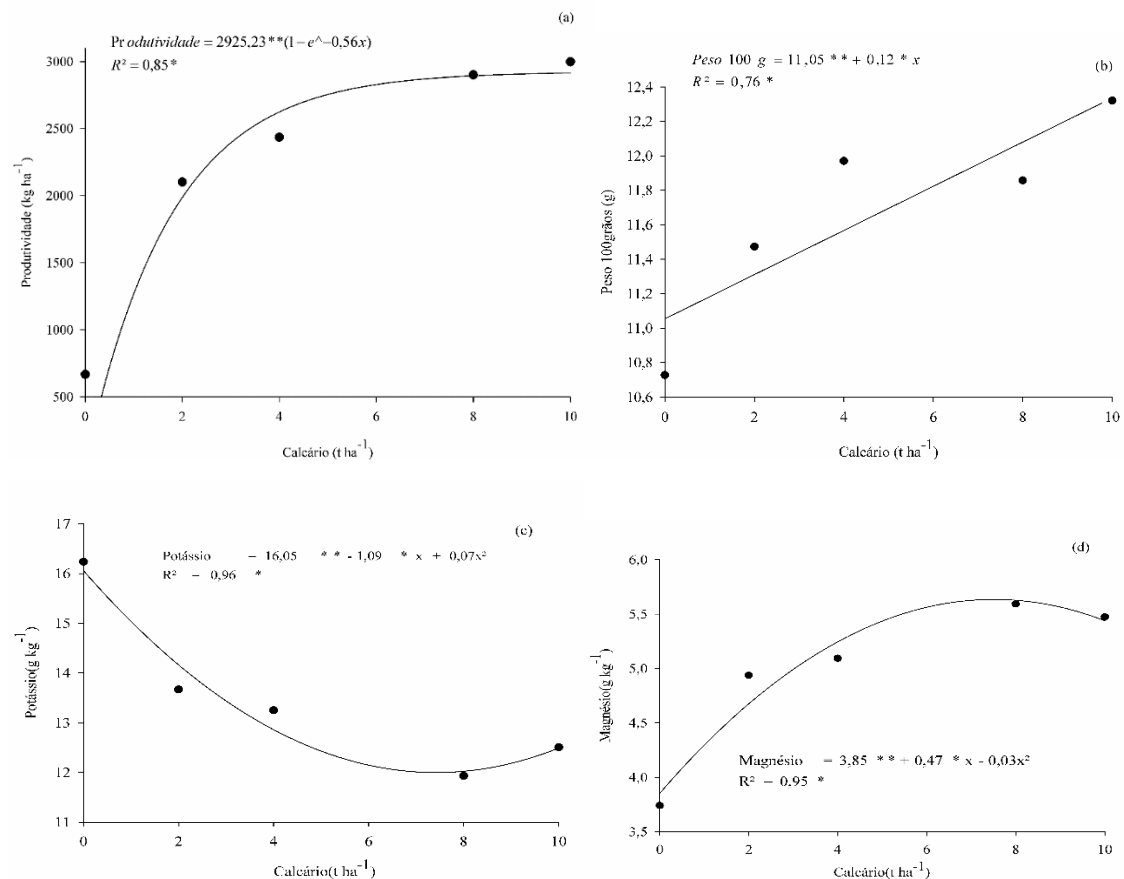 (a)
Pr odutividade = 2925,23**(1– e^–0,56x)
R² = 0,85*
3000
2500
2000
1500
1000
500
Produtividade (kg ha⁻¹)
0 2 4 6 8 10
Calcário (t ha⁻¹)
(b)
Peso 100 g = 11,05 ** + 0,12 * x
R² = 0,76 *
12,4
12,2
12,0
11,8
11,6
11,4
11,2
11,0
10,8
10,6
Peso 100grãos (g)
0 2 4 6 8 10
Calcário (t ha⁻¹)
(c)
Potássio – 16,05 ** - 1,09 * x + 0,07x²
R² – 0,96 *
17
16
15
14
13
12
11
Potássio(g kg⁻¹)
0 2 4 6 8 10
Calcário(t ha⁻¹)
(d)
6,0
5,5
5,0
4,5
4,0
3,5
Magnésio(g kg⁻¹)
Magnésio = 3,85 ** + 0,47 * x - 0,03x²
R² – 0,95 *
0 2 4 6 8 10
Calcário(t ha⁻¹)